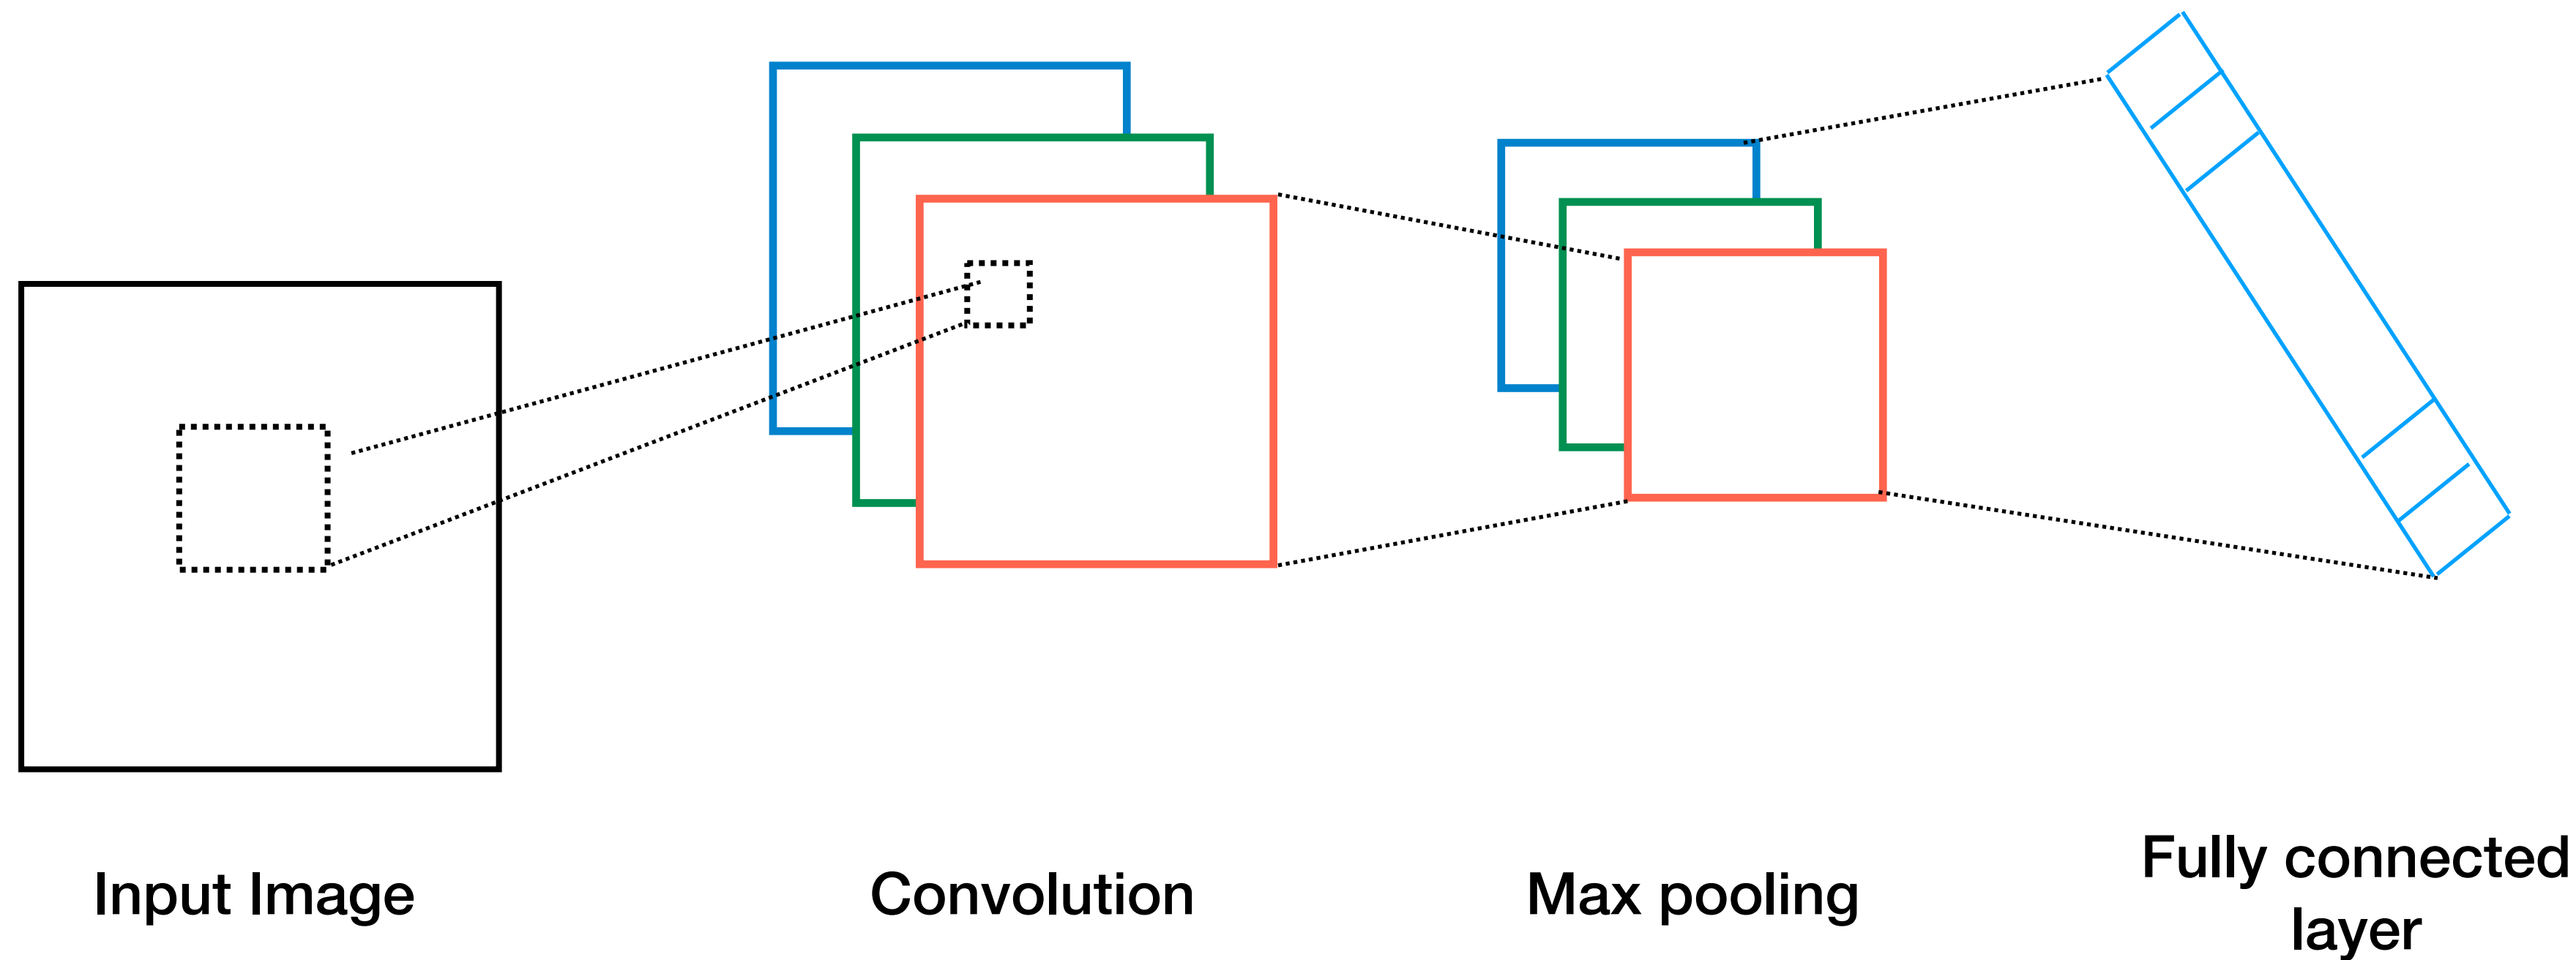 Input Image
Convolution
Max pooling
Fully connected
layer